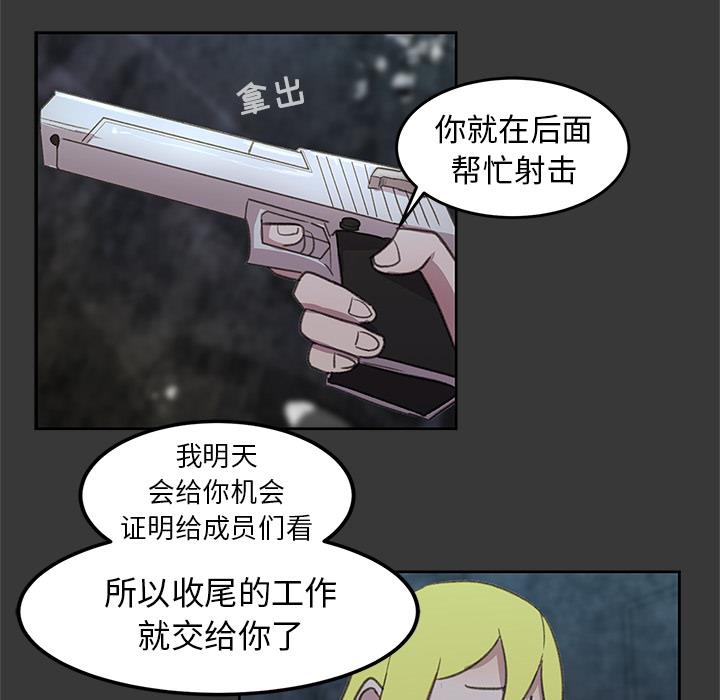 拿出
你就在后面
帮忙射击
我明天
会给你机会
证明给成员们看
所以收尾的工作
就交给你了